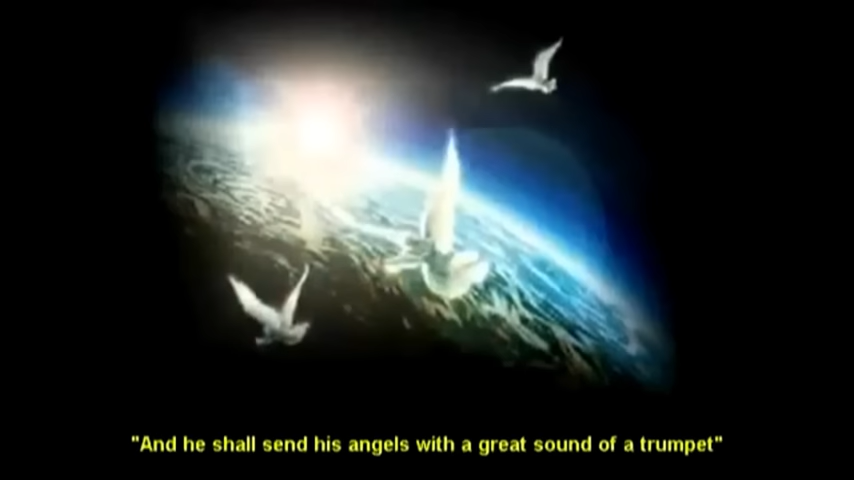 "And he shall send his angels with a great sound of a trumpet"